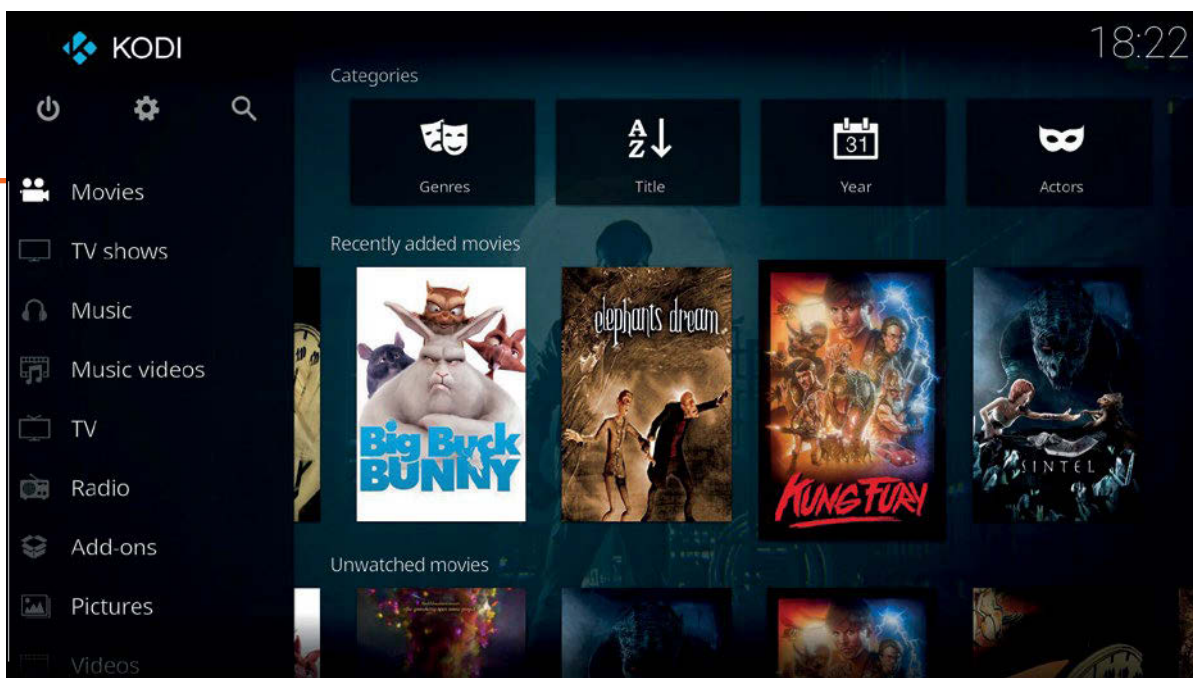 KODI
18:22
Categories
Genres
A
Z
Title
31
Year
Actors
Movies
TV shows
Music
Music videos
TV
Radio
Add-ons
Pictures
Videos
Recently added movies
Big Buck
BUNNY
elephants dream
KUNG FURY
SINTEL
Unwatched movies